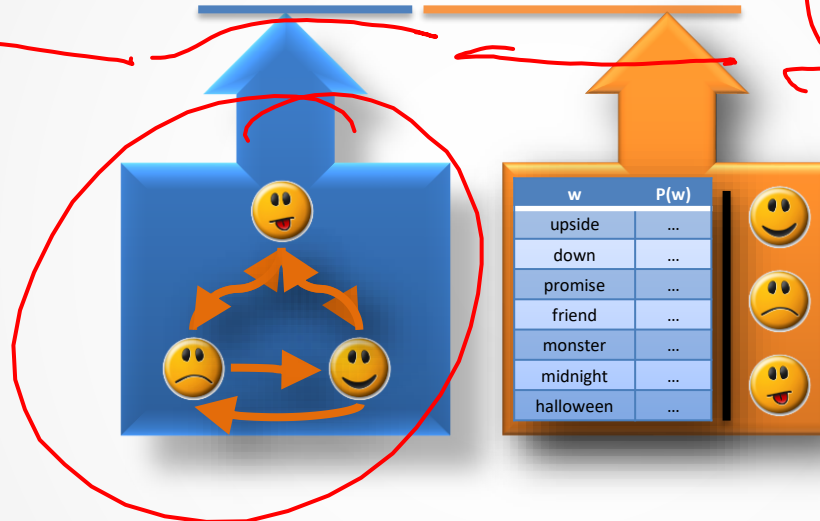 w P(w)
upside …
down …
promise …
friend …
monster …
midnight …
halloween …